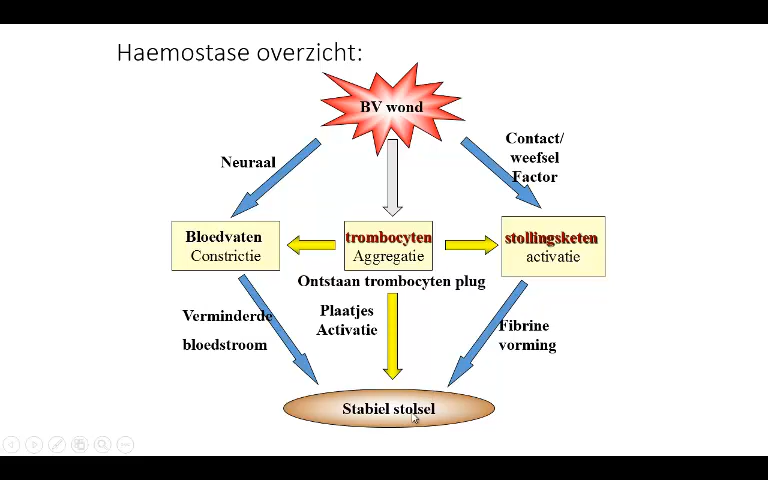 Haemostase overzicht:
BV wond
Neuraal
Contact/
weefsel
Factor
Bloedvaten
Constrictie
trombocyten
Aggregatie
stollingsketen
activatie
Ontstaan trombocyten plug
Verminderde
bloedstroom
Plaatjes
Activatie
Fibrine
vorming
Stabiel stolsel